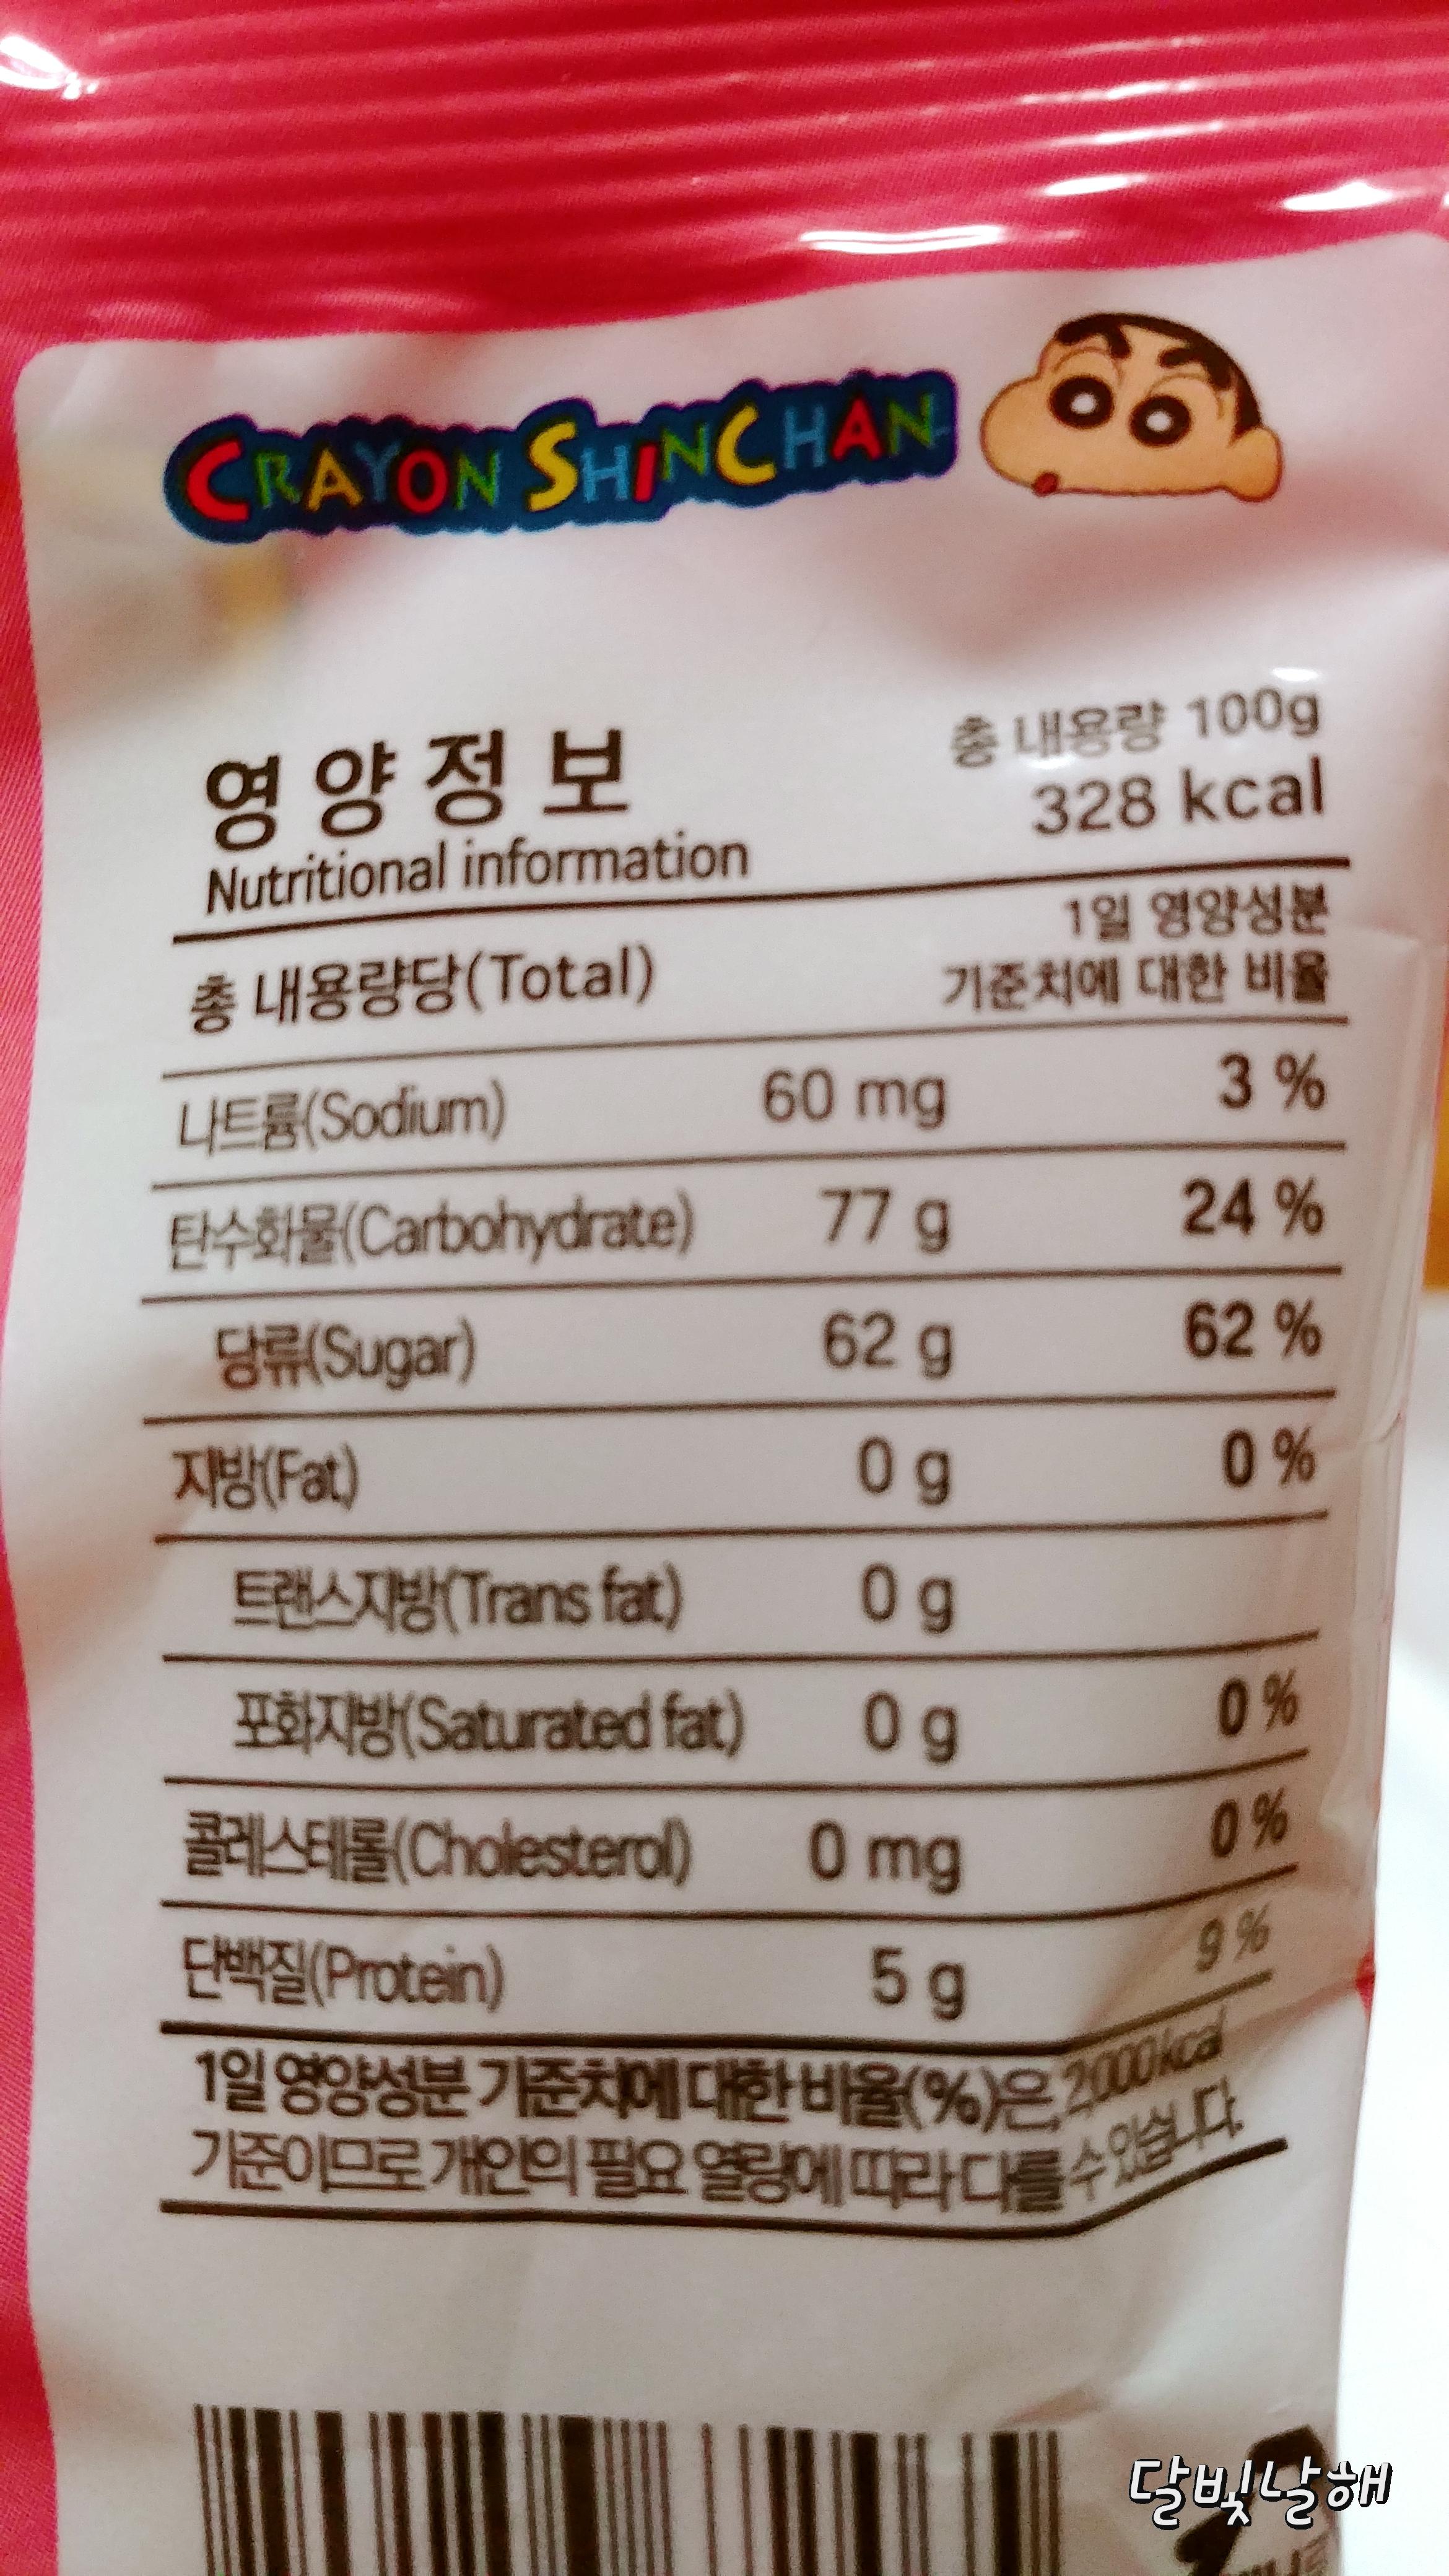 CRAYON SHINCHAN
영양정보
Nutritional information
총 내용량 100g
328 kcal
총 내용량당(Total)
1일 영양성분
기준치에 대한 비율
나트륨(Sodium) 60 mg 3 %
탄수화물(Carbohydrate) 77 g 24 %
당류(Sugar) 62 g 62 %
지방(Fat) 0 g 0 %
트랜스지방(Trans fat) 0 g
포화지방(Saturated fat) 0 g 0 %
콜레스테롤(Cholesterol) 0 mg 0 %
단백질(Protein) 5 g 9 %
1일 영양성분 기준치에 대한 비율(%)은 2,000 kcal
기준이므로 개인의 필요 열량에 따라 다를 수 있습니다.
달빛날해